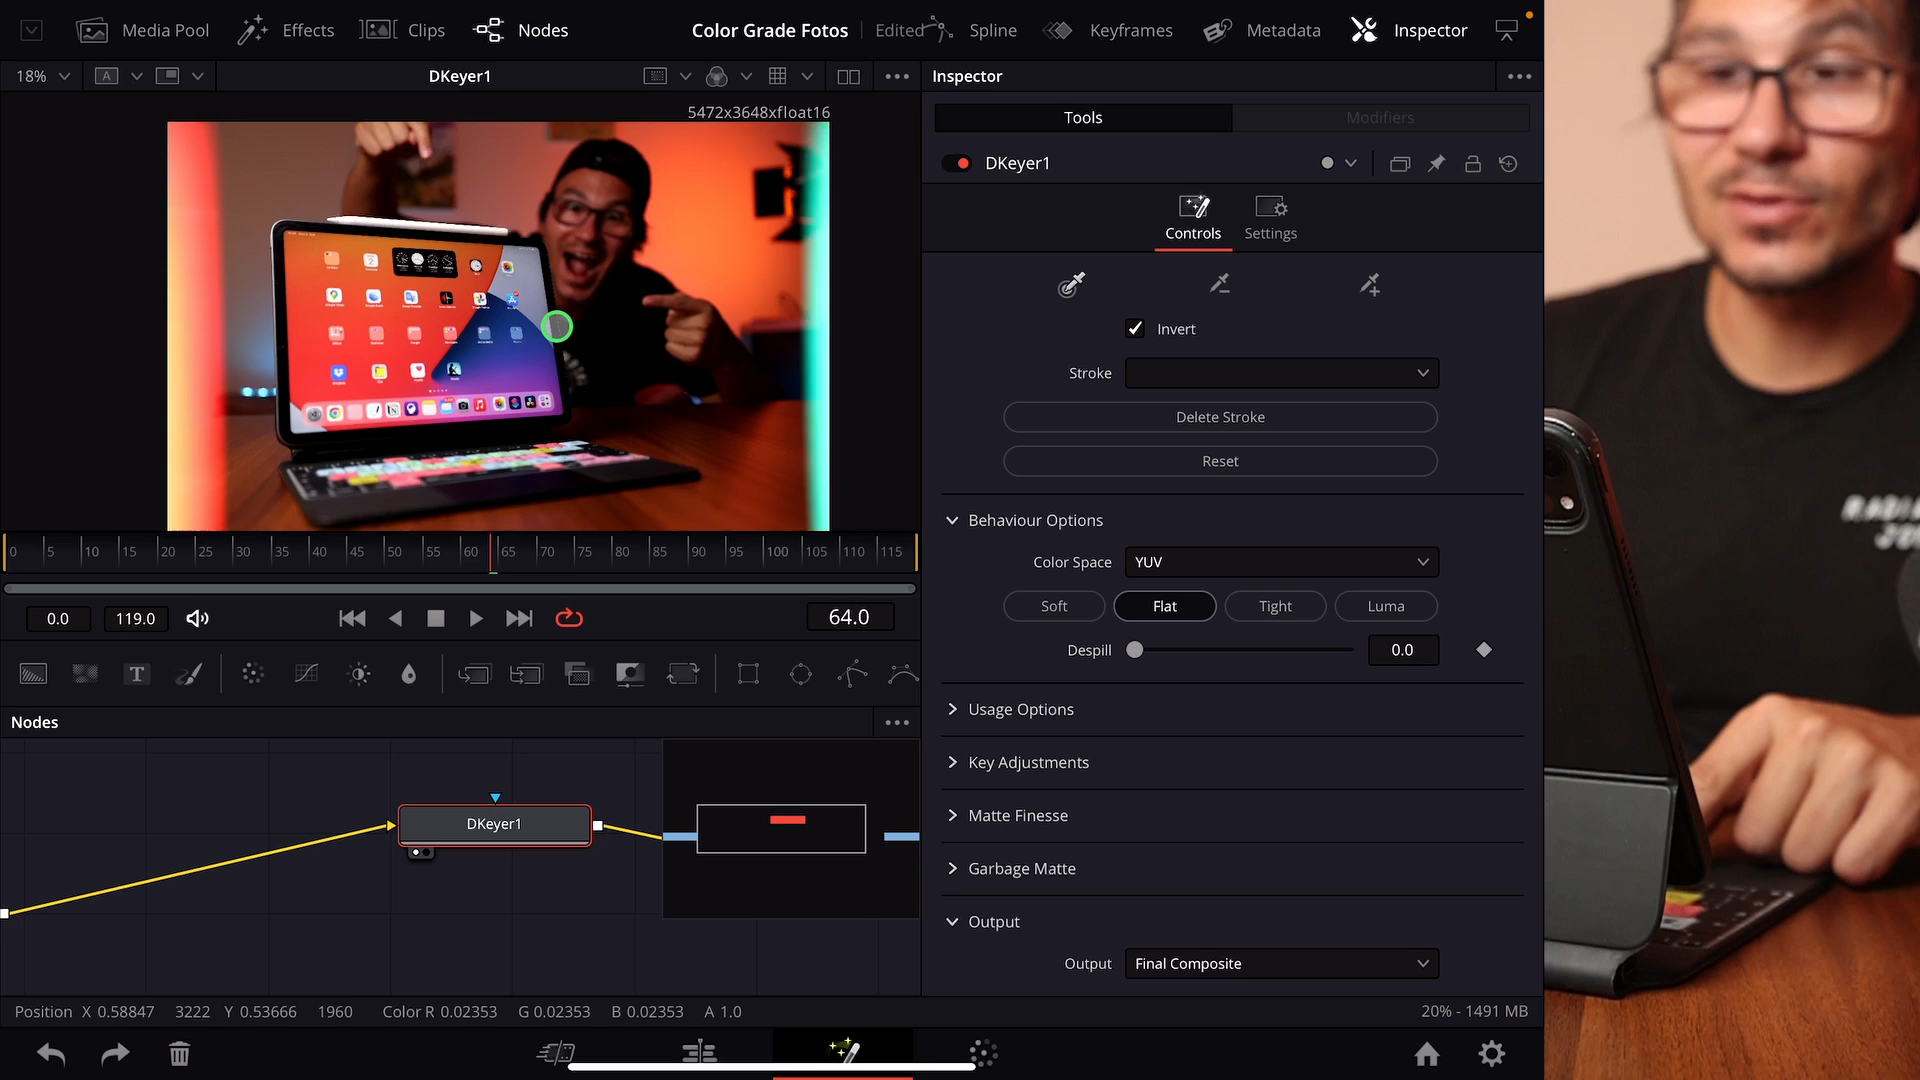 Media Pool Effects Clips Nodes Color Grade Fotos Edited Spline Keyframes Metadata Inspector
18% A DKeyer1 Inspector
5472x3648xfloat16
Tools Modifiers
DKeyer1
Controls Settings
Invert
Stroke
Delete Stroke
Reset
Behaviour Options
Color Space YUV
Soft Flat Tight Luma
Despill 0.0
Usage Options
Key Adjustments
Matte Finesse
Garbage Matte
Output
Output Final Composite
0 5 10 15 20 25 30 35 40 45 50 55 60 65 70 75 80 85 90 95 100 105 110 115
0.0 119.0 64.0
T
Nodes
DKeyer1
Position X 0.58847 3222 Y 0.53666 1960 Color R 0.02353 G 0.02353 B 0.02353 A 1.0 20% - 1491 MB